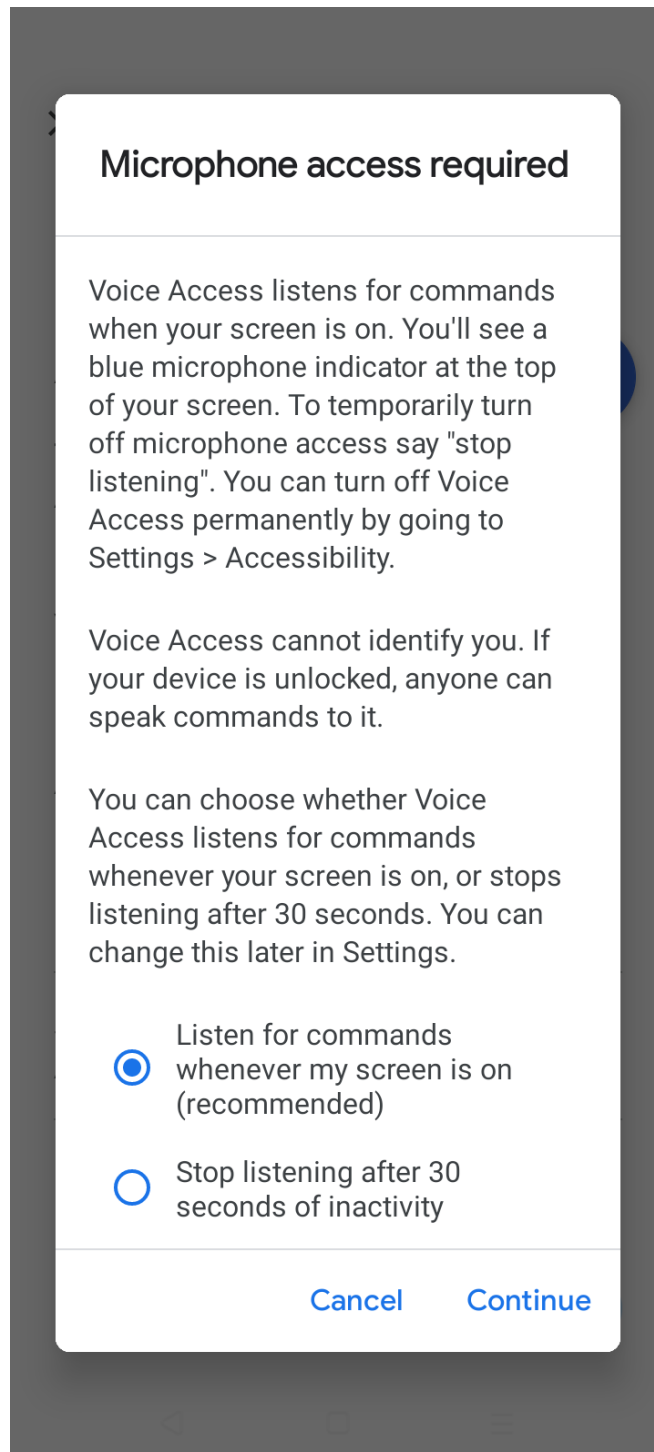 Microphone access required
Voice Access listens for commands
when your screen is on. You'll see a
blue microphone indicator at the top
of your screen. To temporarily turn
off microphone access say "stop
listening". You can turn off Voice
Access permanently by going to
Settings > Accessibility.
Voice Access cannot identify you. If
your device is unlocked, anyone can
speak commands to it.
You can choose whether Voice
Access listens for commands
whenever your screen is on, or stops
listening after 30 seconds. You can
change this later in Settings.
Listen for commands
whenever my screen is on
(recommended)
Stop listening after 30
seconds of inactivity
Cancel Continue